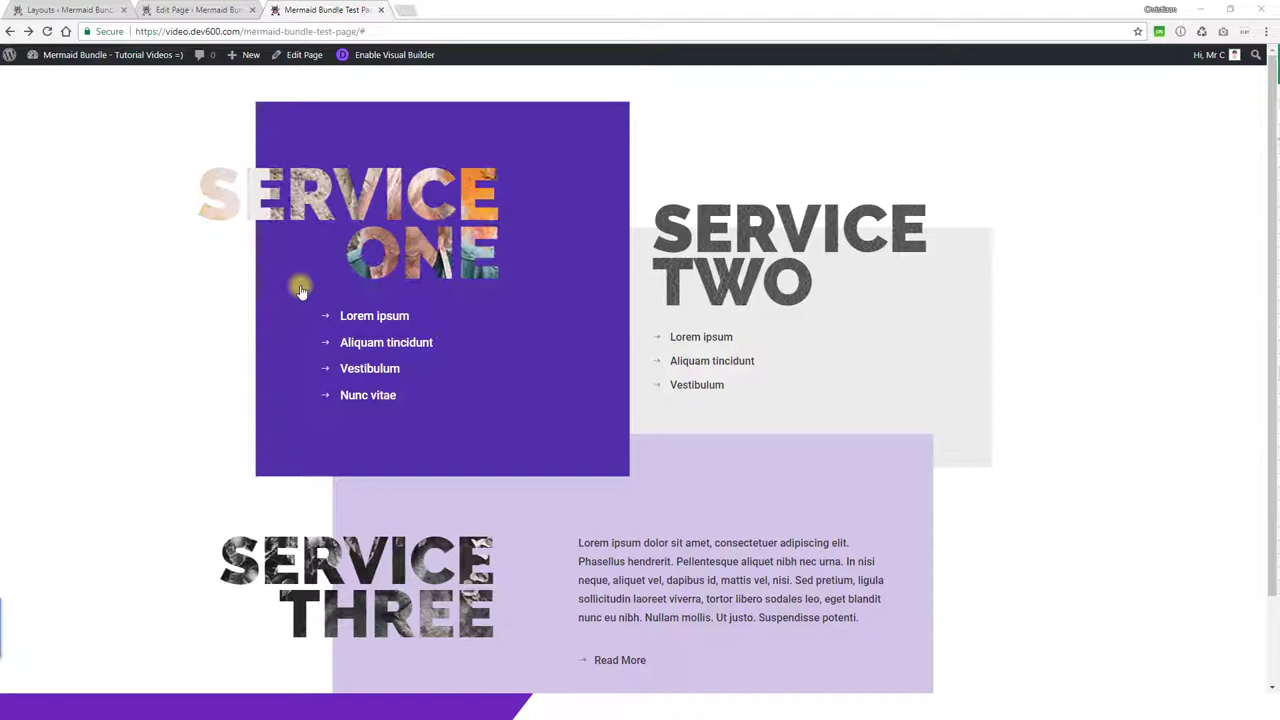 Layouts ‹ Mermaid Bun
Edit Page ‹ Mermaid Bun
Mermaid Bundle Test Pa
Christiaan
Secure
https://video.dev600.com/mermaid-bundle-test-page/#
Mermaid Bundle - Tutorial Videos =)
0
New
Edit Page
Enable Visual Builder
Hi, Mr C
SERVICE
ONE
Lorem ipsum
Aliquam tincidunt
Vestibulum
Nunc vitae
SERVICE
TWO
Lorem ipsum
Aliquam tincidunt
Vestibulum
SERVICE
THREE
Lorem ipsum dolor sit amet, consectetuer adipiscing elit.
Phasellus hendrerit. Pellentesque aliquet nibh nec urna. In nisi
neque, aliquet vel, dapibus id, mattis vel, nisi. Sed pretium, ligula
sollicitudin laoreet viverra, tortor libero sodales leo, eget blandit
nunc eu nibh. Nullam mollis. Ut justo. Suspendisse potenti.
Read More